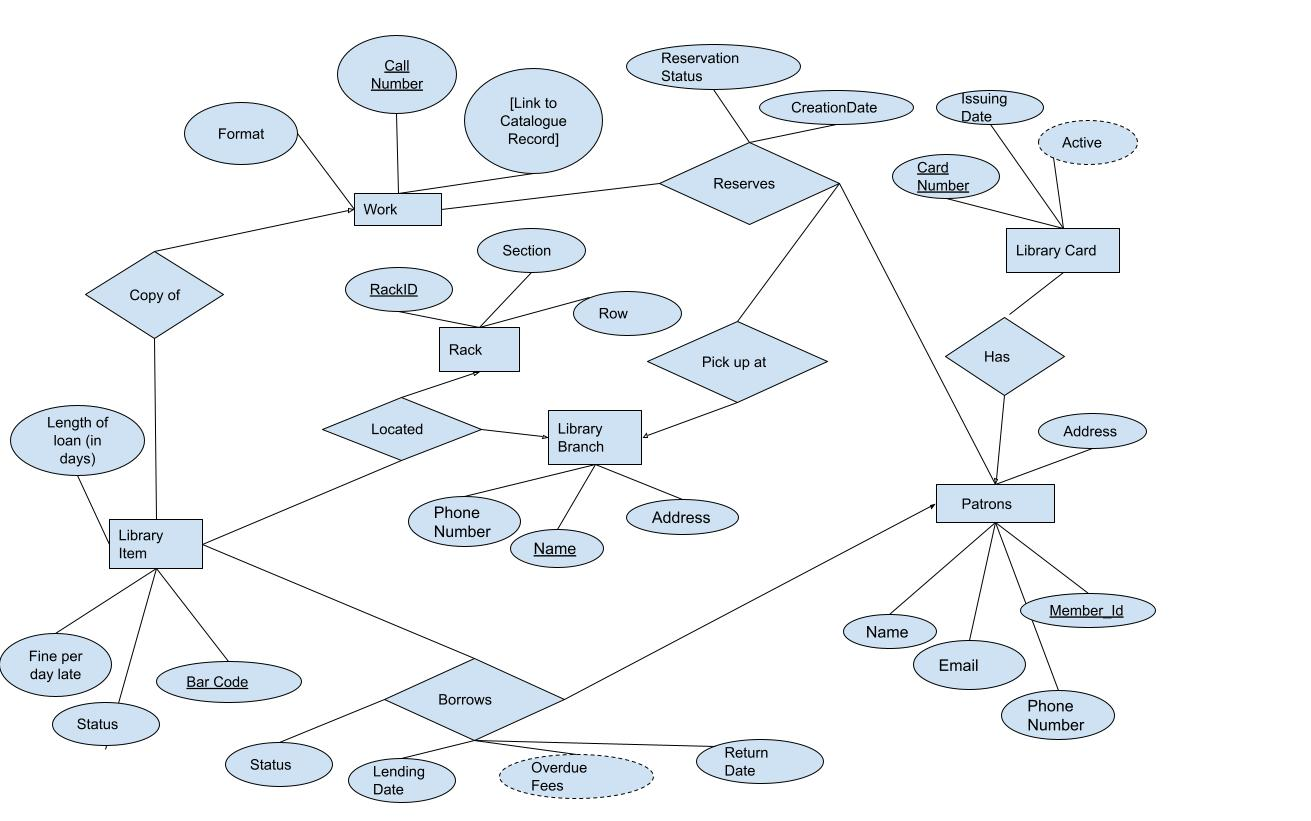 Call
Number
Reservation
Status
[Link to
Catalogue
Record]
CreationDate
Issuing
Date
Format
Active
Card
Number
Reserves
Work
Section
Library Card
RackID
Copy of
Row
Rack
Has
Pick up at
Length of
loan (in
days)
Located
Library
Branch
Address
Phone
Number
Address
Name
Patrons
Library
Item
Member_Id
Name
Email
Fine per
day late
Bar Code
Borrows
Phone
Number
Status
Status
Lending
Date
Overdue
Fees
Return
Date